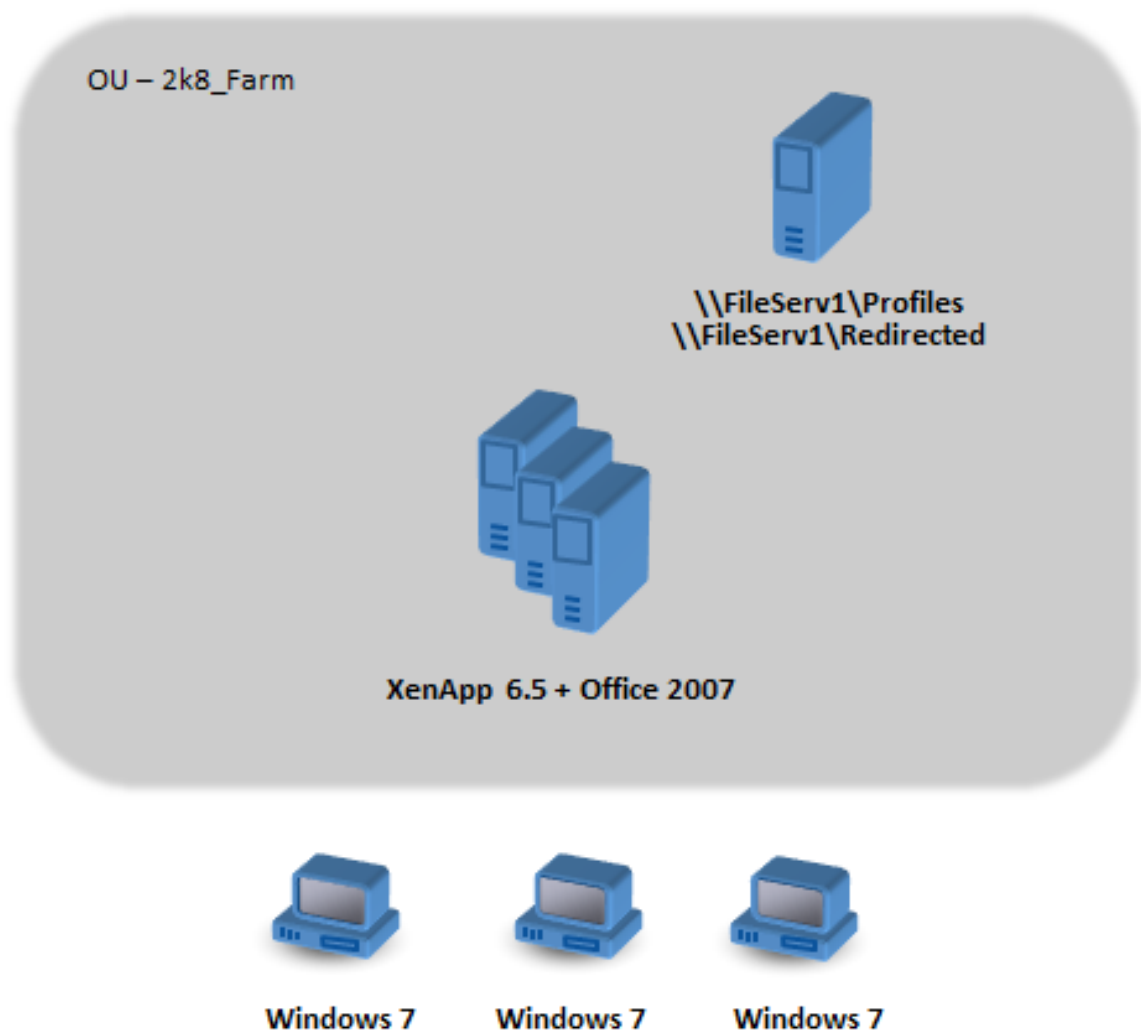 OU – 2k8_Farm
\\FileServ1\Profiles
\\FileServ1\Redirected
XenApp 6.5 + Office 2007
Windows 7
Windows 7
Windows 7